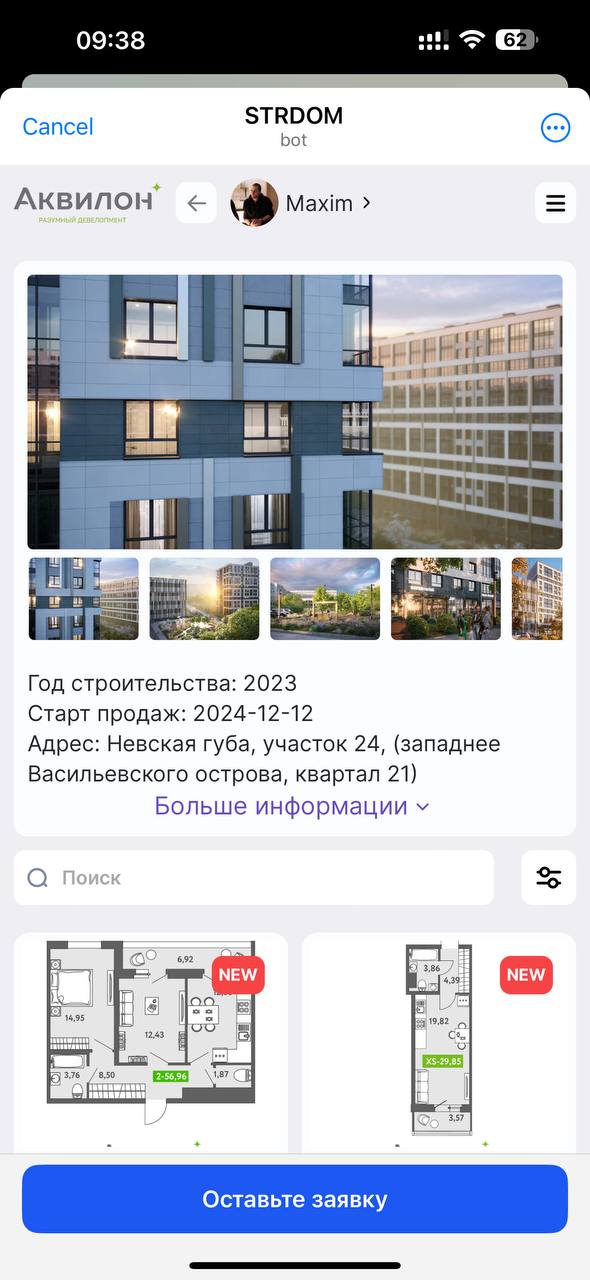 09:38
62
Cancel
STRDOM
bot
Аквилон
РАЗУМНЫЙ ДЕВЕЛОПМЕНТ
Maxim
Год строительства: 2023
Старт продаж: 2024-12-12
Адрес: Невская губа, участок 24, (западнее
Васильевского острова, квартал 21)
Больше информации
Поиск
6,92
NEW
14,95
12,43
3,76
8,50
2-56,96
1,87
3,86
4,39
NEW
19,82
XS-29,85
3,57
Оставьте заявку